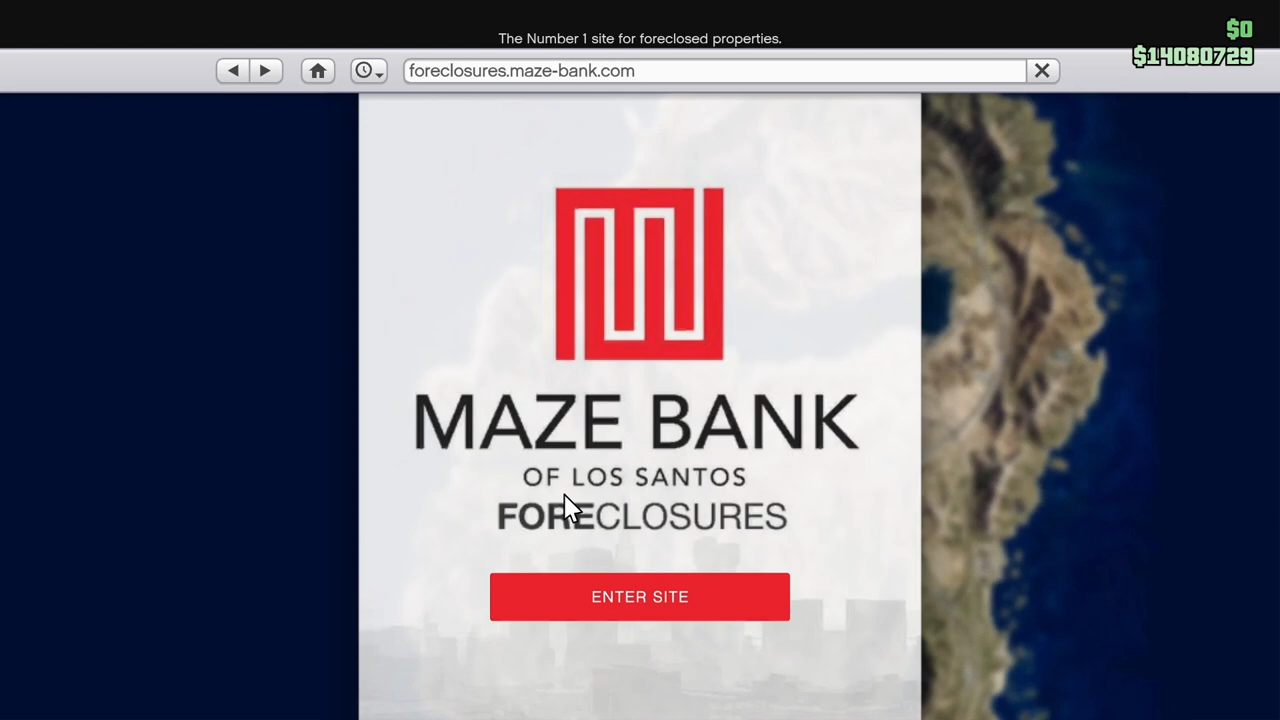 The Number 1 site for foreclosed properties.
$0
$14080729
foreclosures.maze-bank.com
MAZE BANK
OF LOS SANTOS
FORECLOSURES
ENTER SITE